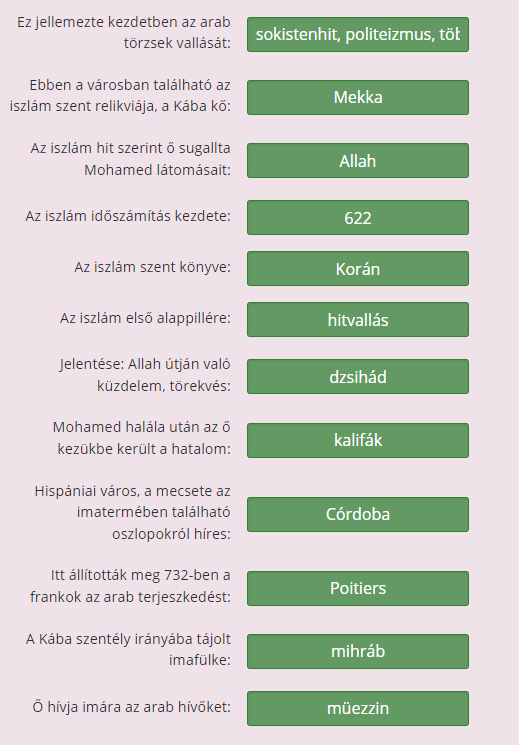 Ez jellemezte kezdetben az arab
törzsek vallását:
sokistenhit, politeizmus, töb
Ebben a városban található az
iszlám szent relikviája, a Kába kő:
Mekka
Az iszlám hit szerint ő sugallta
Mohamed látomásait:
Allah
Az iszlám időszámítás kezdete:
622
Az iszlám szent könyve:
Korán
Az iszlám első alappillére:
hitvallás
Jelentése: Allah útján való
küzdelem, törekvés:
dzsihád
Mohamed halála után az ő
kezükbe került a hatalom:
kalifák
Hispániai város, a mecsete az
imatermében található
oszlopokról híres:
Córdoba
Itt állították meg 732-ben a
frankok az arab terjeszkedést:
Poitiers
A Kába szentély irányába tájolt
imafülke:
mihráb
Ő hívja imára az arab hívőket:
müezzin